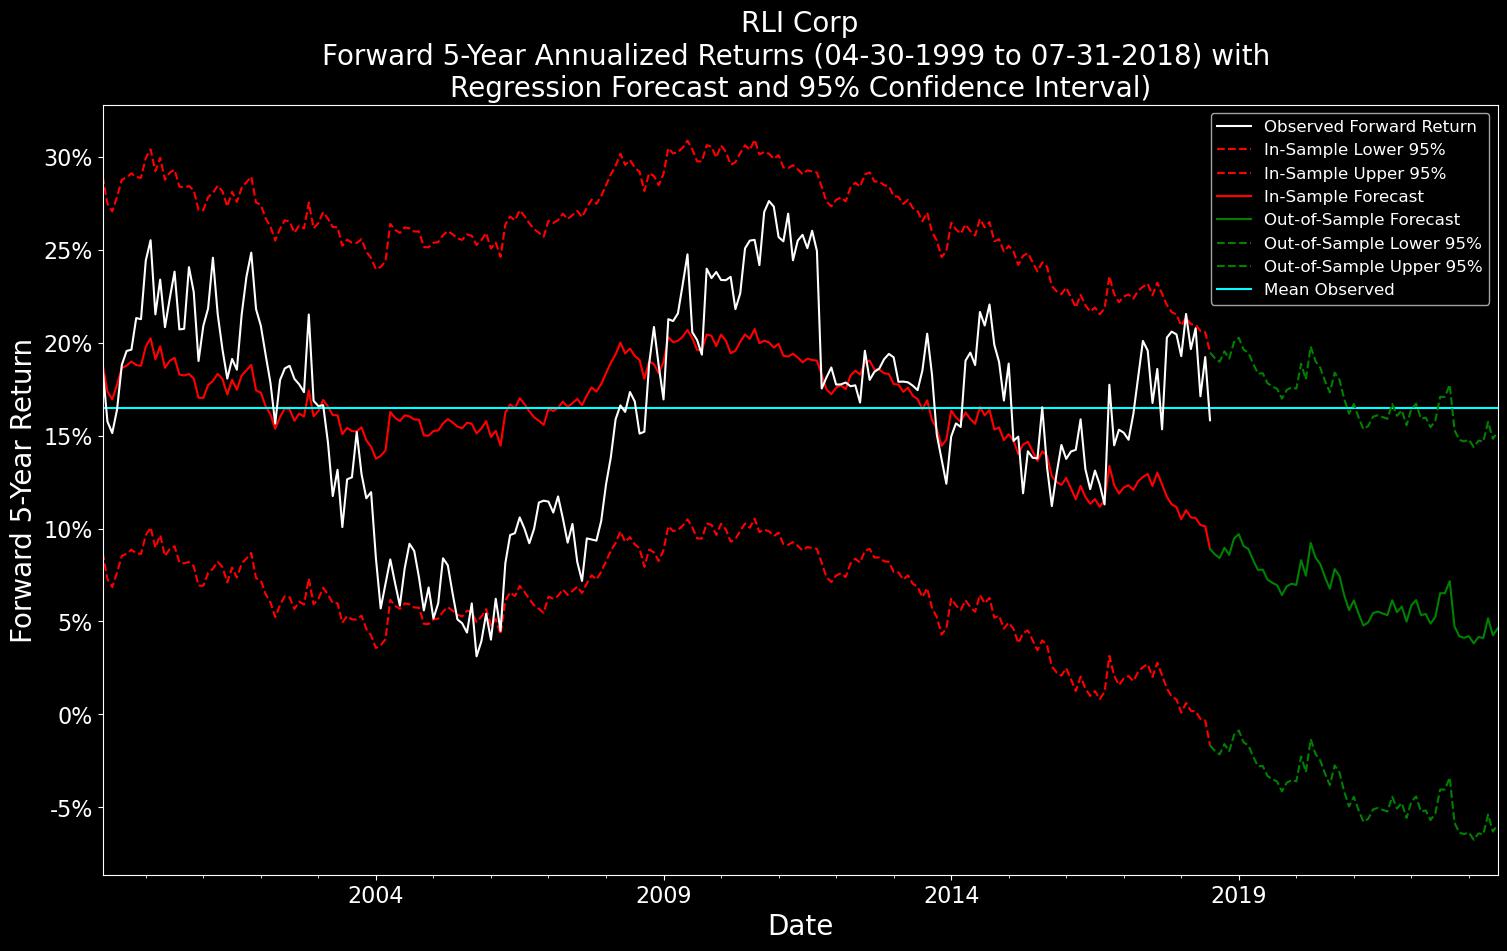 RLI Corp
Forward 5-Year Annualized Returns (04-30-1999 to 07-31-2018) with
Regression Forecast and 95% Confidence Interval)
Observed Forward Return
In-Sample Lower 95%
In-Sample Upper 95%
In-Sample Forecast
Out-of-Sample Forecast
Out-of-Sample Lower 95%
Out-of-Sample Upper 95%
Mean Observed
Forward 5-Year Return
30%
25%
20%
15%
10%
5%
0%
-5%
2004
2009
2014
2019
Date